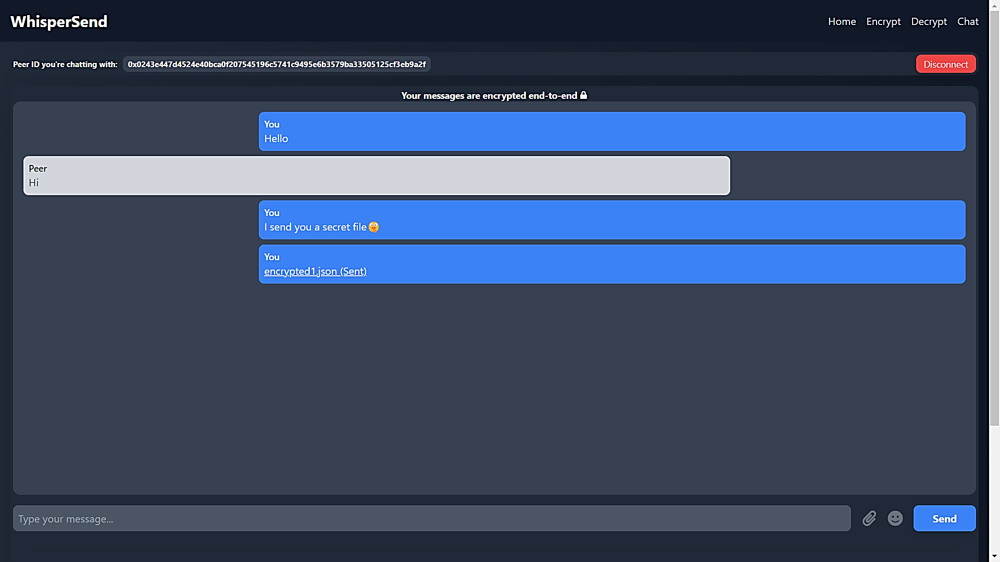 WhisperSend
Home Encrypt Decrypt Chat
Peer ID you're chatting with: 0x0243e447d4524e40bca0f207545196c5741c9495e6b3579ba33505125cf3eb9a2f
Disconnect
Your messages are encrypted end-to-end
You
Hello
Peer
Hi
You
I send you a secret file🤫
You
encrypted1.json (Sent)
Type your message...
Send